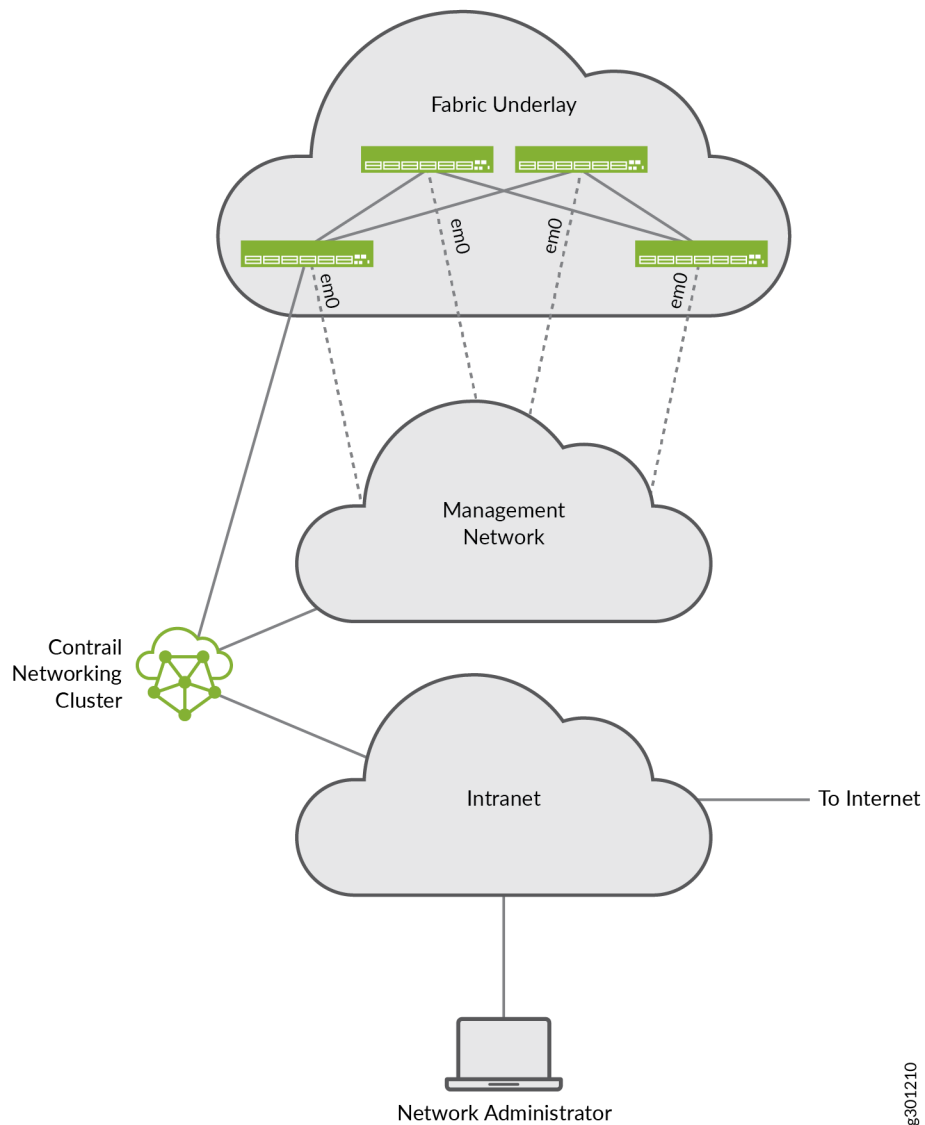 Fabric Underlay
em0
em0
em0
em0
Management
Network
Contrail
Networking
Cluster
Intranet
To Internet
Network Administrator
g301210